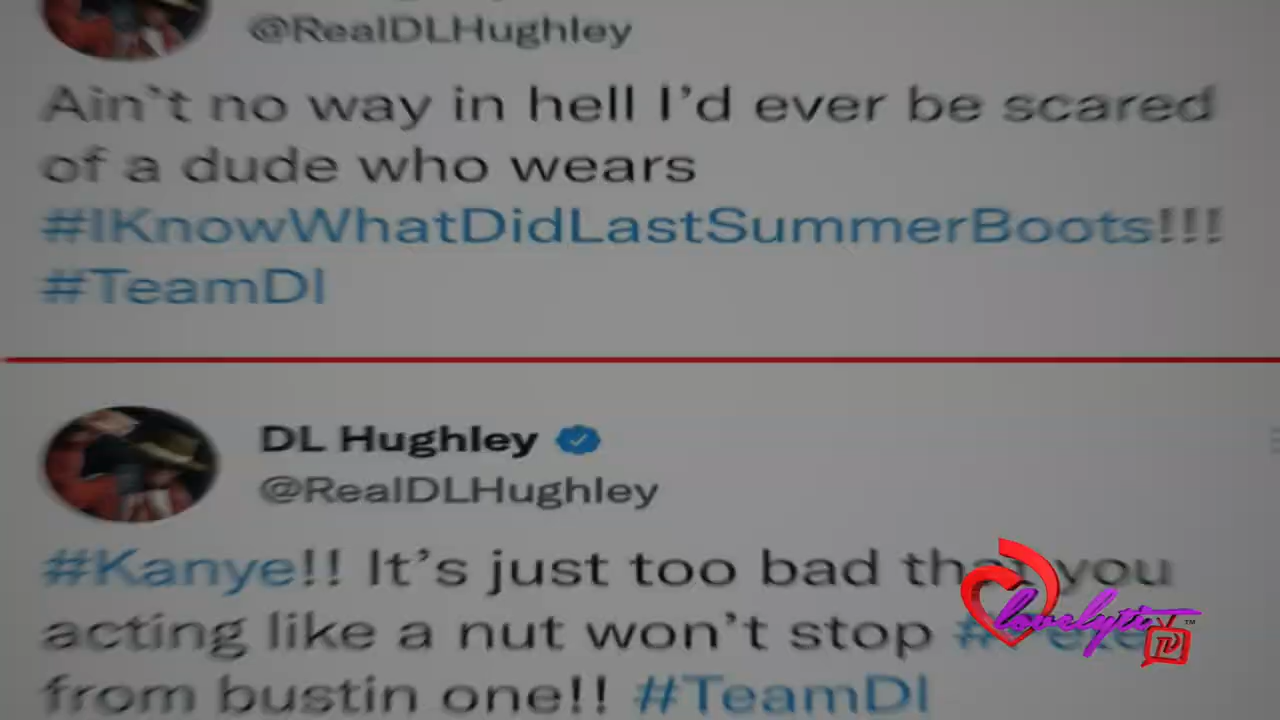 @RealDLHughley
Ain't no way in hell I'd ever be scared
of a dude who wears
#IKnowWhatDidLastSummerBoots!!!
#TeamDl
DL Hughley
@RealDLHughley
#Kanye!! It's just too bad that you
acting like a nut won't stop
from bustin one!! #TeamDl
lovelyti
TV